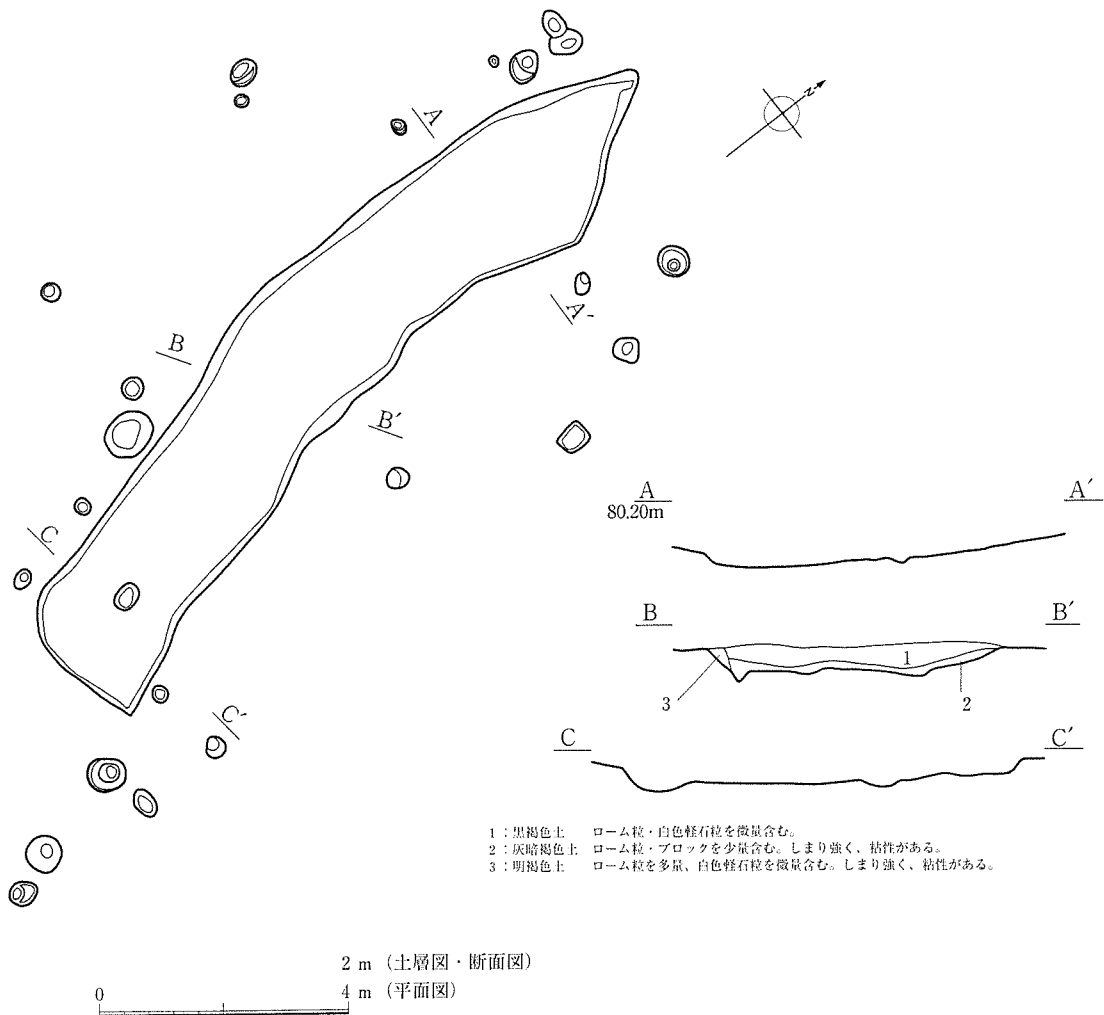 N
A
A′
B
B′
C
C′
A
80.20m
A′
B
B′
1
3
2
C
C′
1：黒褐色土　ローム粒・白色軽石粒を微量含む。
2：灰暗褐色土　ローム粒・ブロックを少量含む。しまり強く、粘性がある。
3：明褐色土　ローム粒を多量、白色軽石粒を微量含む。しまり強く、粘性がある。
2 m（土層図・断面図）
0
4 m（平面図）